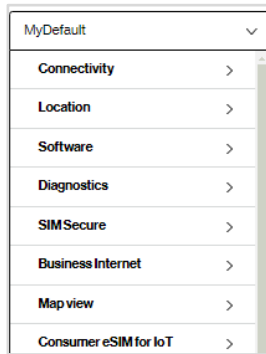 MyDefault
Connectivity
Location
Software
Diagnostics
SIM Secure
Business Internet
Map view
Consumer eSIM for IoT